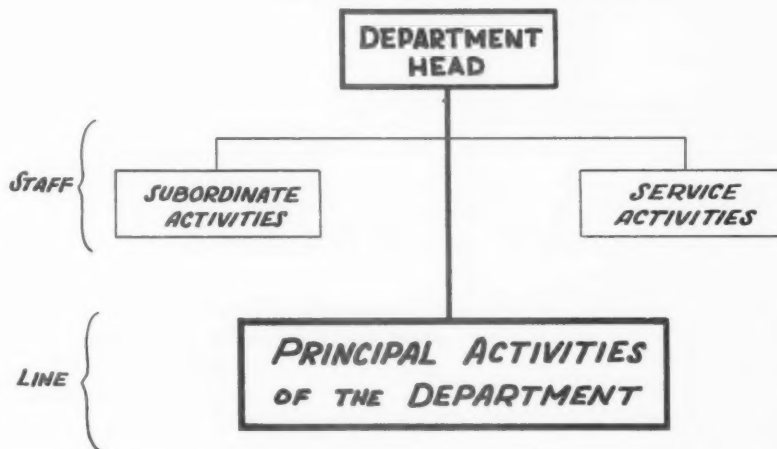 DEPARTMENT
HEAD
STAFF
SUBORDINATE
ACTIVITIES
SERVICE
ACTIVITIES
LINE
PRINCIPAL ACTIVITIES
OF THE DEPARTMENT